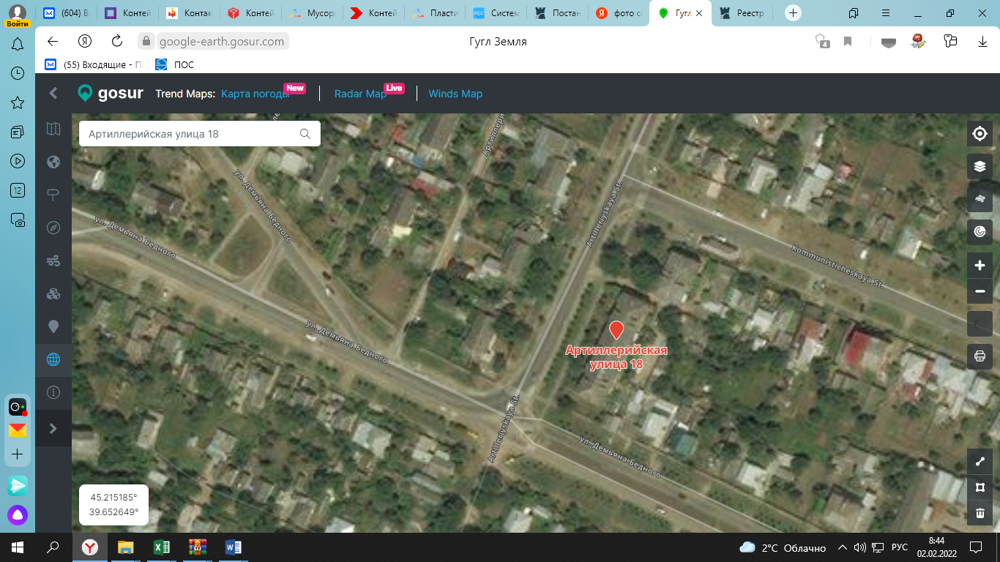 Войти
(604) Вх
Контей
Контак
Контей
Мусор
Контей
Пласти
Систем
Постан
фото со
Гугл
Реестр
google-earth.gosur.com
Гугл Земля
4
(55) Входящие - П
ПОС
12
gosur
Trend Maps:
Карта погоды
New
Radar Map
Live
Winds Map
Артиллерийская улица 18
ул. Демьяна Бедного
ул. Демьяна Бедного
Artilleriyskaya St.
Kommunisticheskaya St.
ул. Демьяна Бедного
Артиллерийская
улица 18
Artilleriyskaya St.
ул. Демьяна Бедного
45.215185°
39.652649°
2°C Облачно
РУС
8:44
02.02.2022